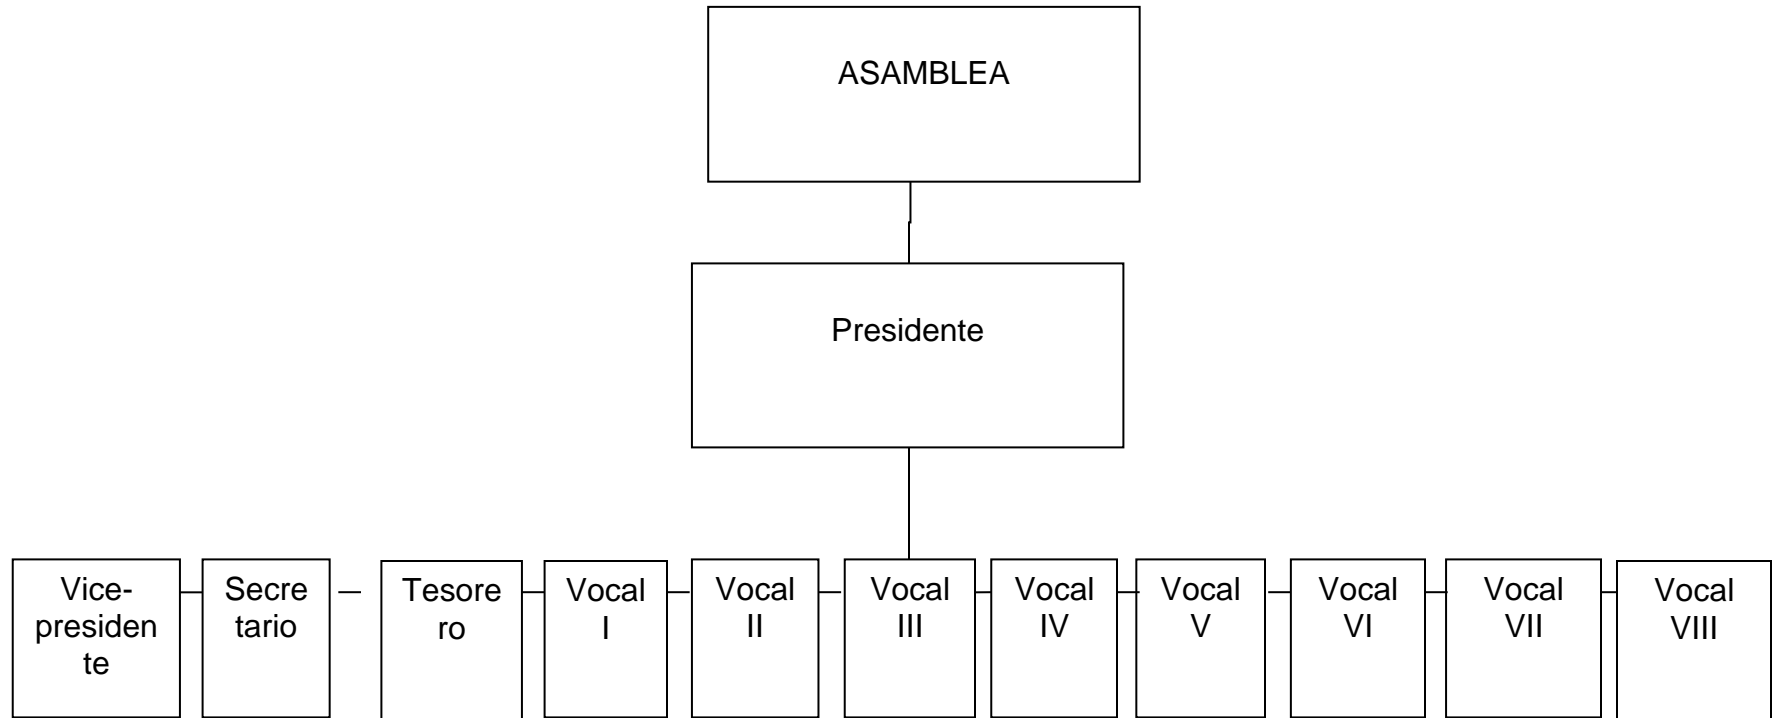 ASAMBLEA
Presidente
Vice-
presiden
te
Secre
tario
Tesore
ro
Vocal
I
Vocal
II
Vocal
III
Vocal
IV
Vocal
V
Vocal
VI
Vocal
VII
Vocal
VIII